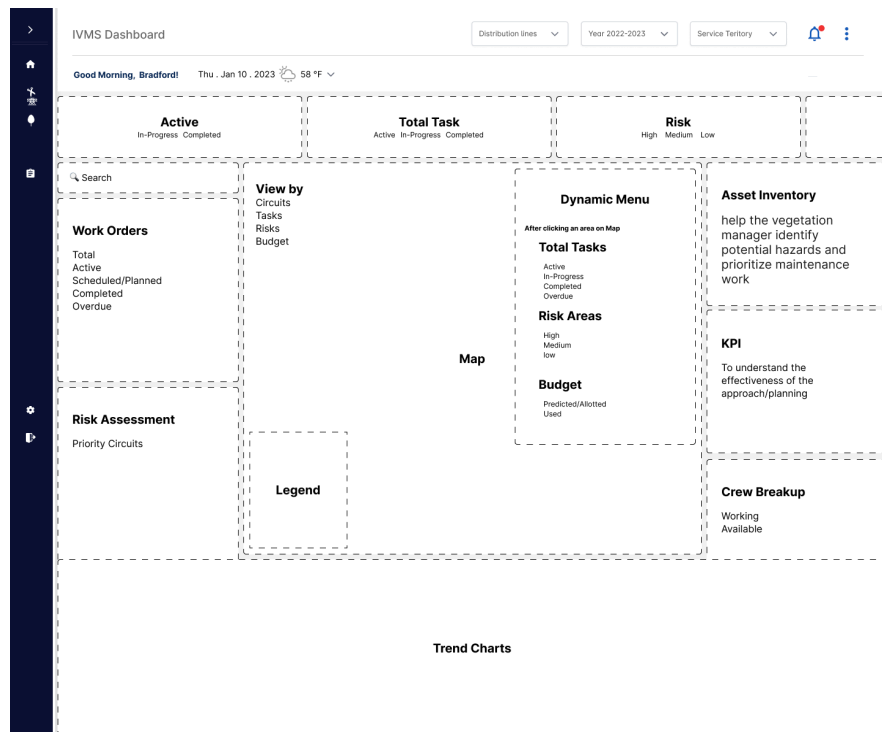 IVMS Dashboard
Distribution lines
Year 2022-2023
Service Teritory
Good Morning, Bradford!
Thu . Jan 10 . 2023
58 °F
Active
In-Progress Completed
Total Task
Active In-Progress Completed
Risk
High Medium Low
Search
Work Orders
Total
Active
Scheduled/Planned
Completed
Overdue
Risk Assessment
Priority Circuits
View by
Circuits
Tasks
Risks
Budget
Map
Legend
Dynamic Menu
After clicking an area on Map
Total Tasks
Active
In-Progress
Completed
Overdue
Risk Areas
High
Medium
low
Budget
Predicted/Allotted
Used
Asset Inventory
help the vegetation
manager identify
potential hazards and
prioritize maintenance
work
KPI
To understand the
effectiveness of the
approach/planning
Crew Breakup
Working
Available
Trend Charts